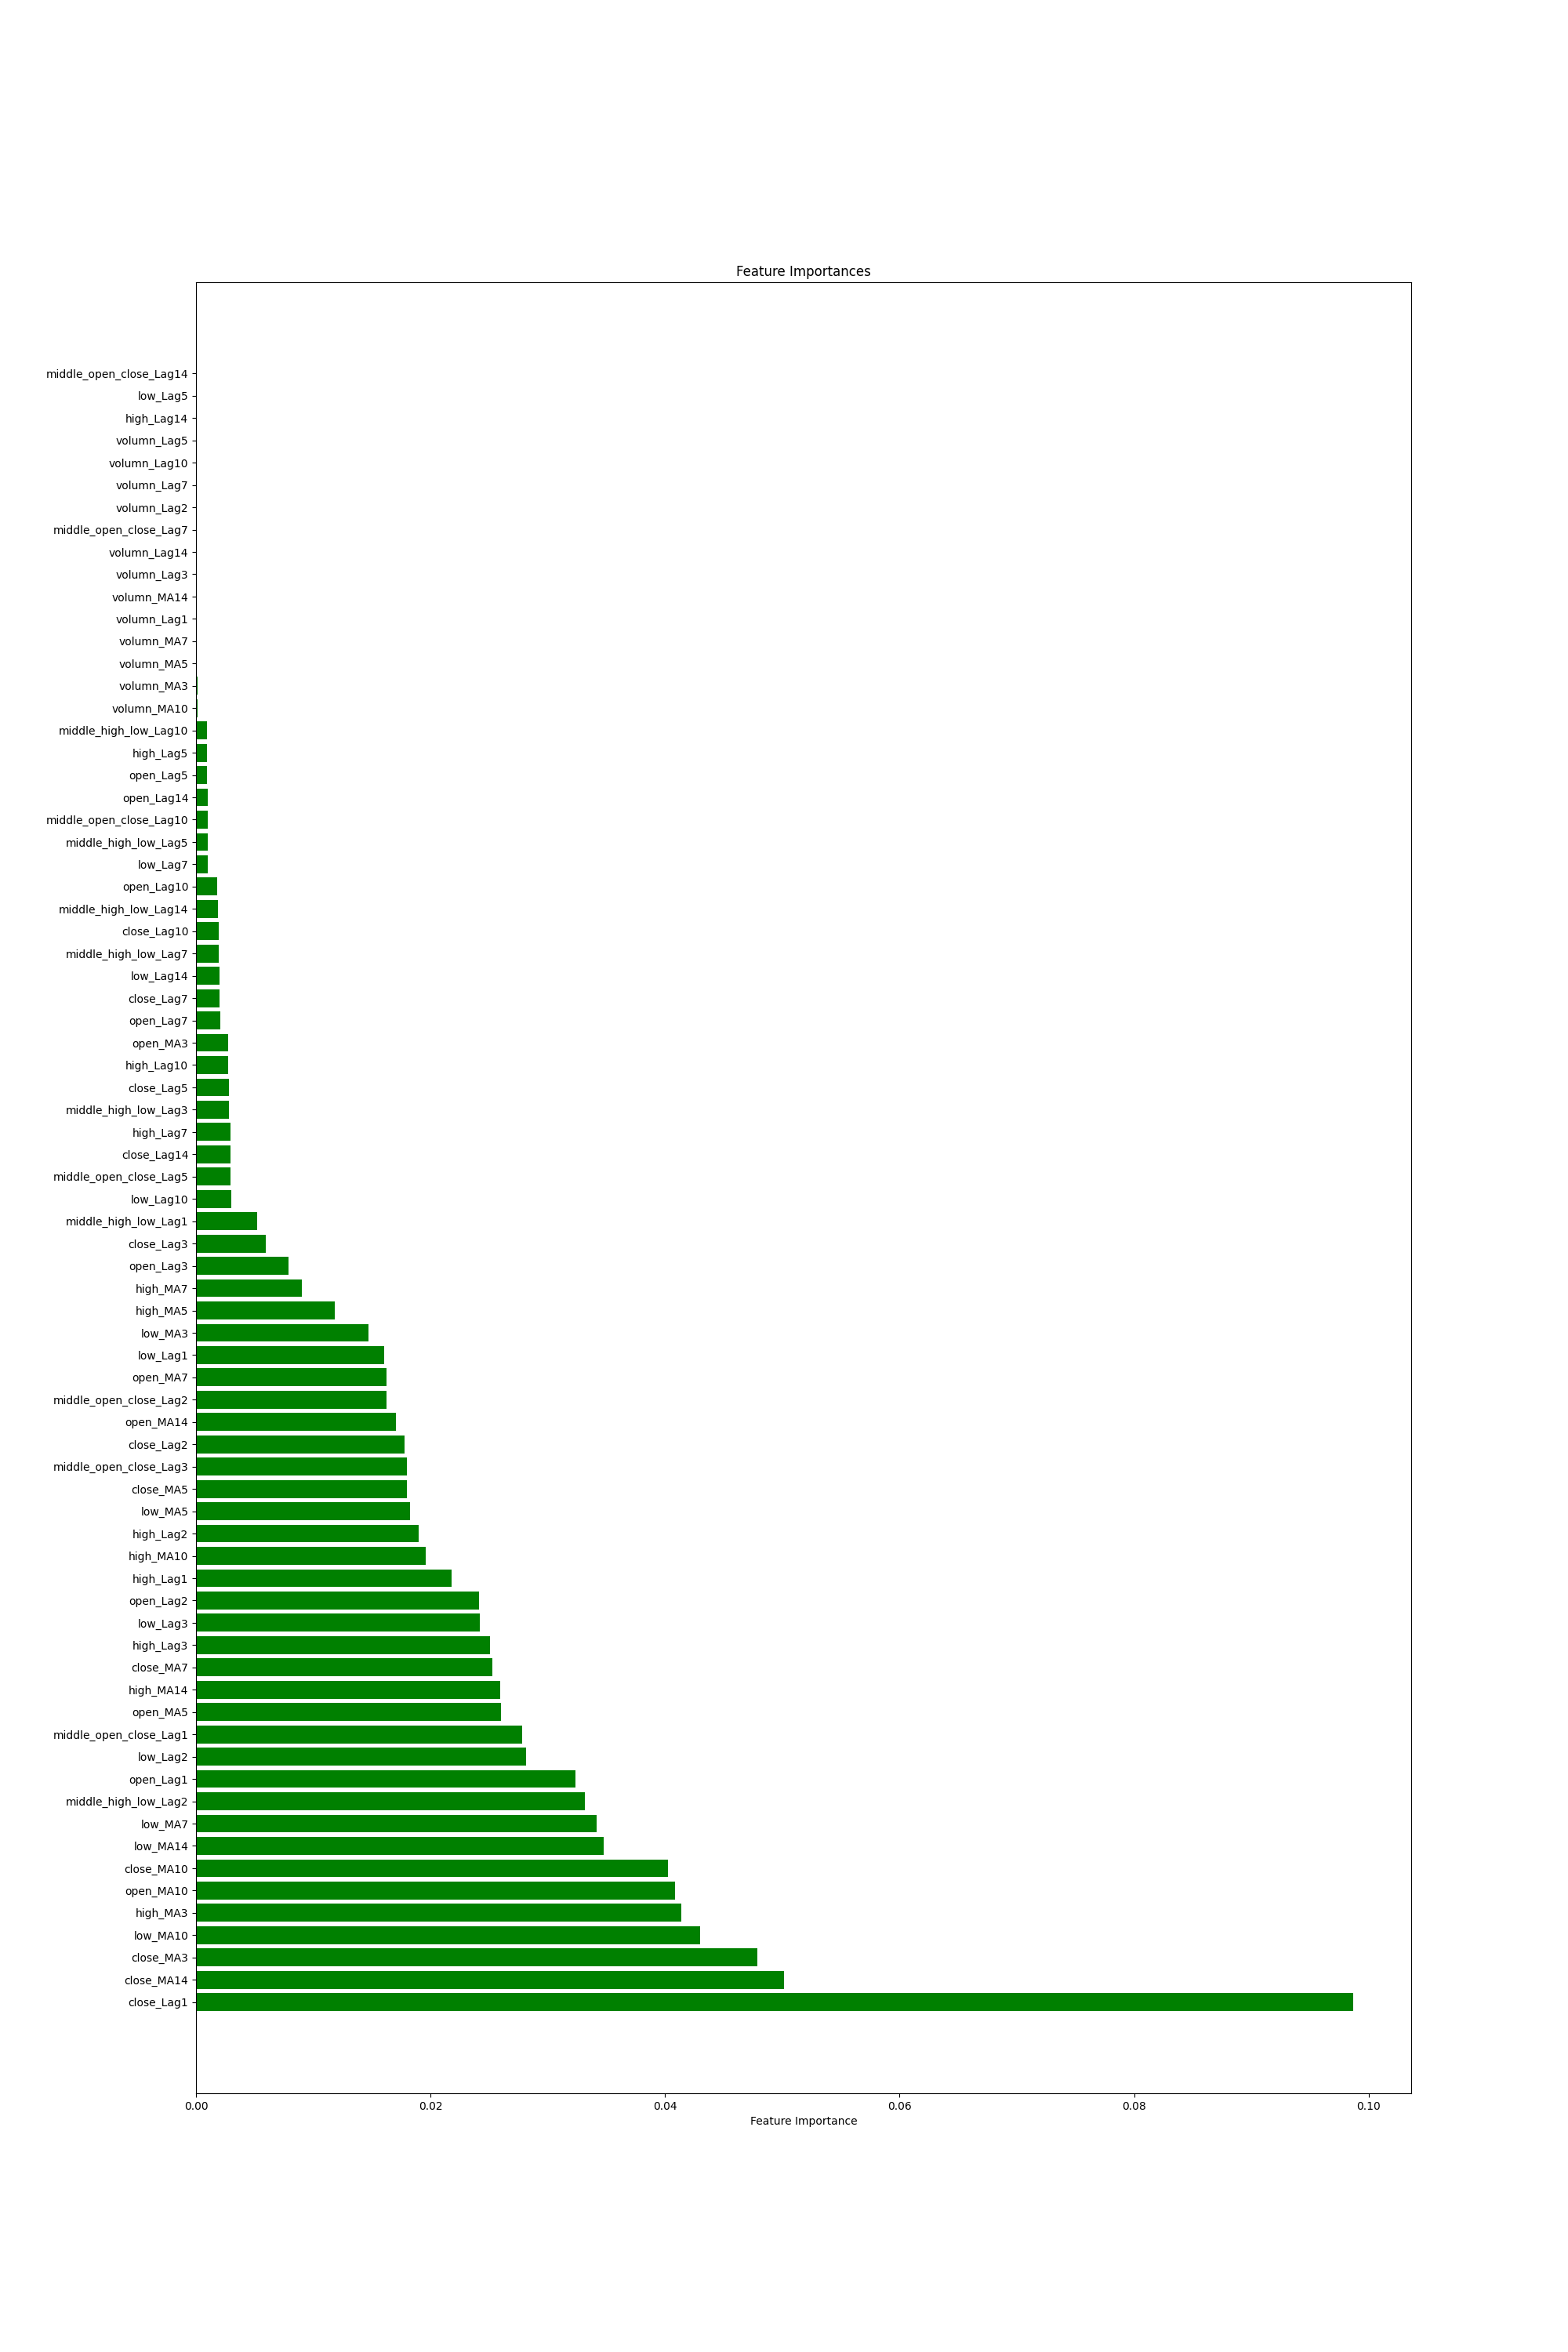 Feature Importances
middle_open_close_Lag14
low_Lag5
high_Lag14
volumn_Lag5
volumn_Lag10
volumn_Lag7
volumn_Lag2
middle_open_close_Lag7
volumn_Lag14
volumn_Lag3
volumn_MA14
volumn_Lag1
volumn_MA7
volumn_MA5
volumn_MA3
volumn_MA10
middle_high_low_Lag10
high_Lag5
open_Lag5
open_Lag14
middle_open_close_Lag10
middle_high_low_Lag5
low_Lag7
open_Lag10
middle_high_low_Lag14
close_Lag10
middle_high_low_Lag7
low_Lag14
close_Lag7
open_Lag7
open_MA3
high_Lag10
close_Lag5
middle_high_low_Lag3
high_Lag7
close_Lag14
middle_open_close_Lag5
low_Lag10
middle_high_low_Lag1
close_Lag3
open_Lag3
high_MA7
high_MA5
low_MA3
low_Lag1
open_MA7
middle_open_close_Lag2
open_MA14
close_Lag2
middle_open_close_Lag3
close_MA5
low_MA5
high_Lag2
high_MA10
high_Lag1
open_Lag2
low_Lag3
high_Lag3
close_MA7
high_MA14
open_MA5
middle_open_close_Lag1
low_Lag2
open_Lag1
middle_high_low_Lag2
low_MA7
low_MA14
close_MA10
open_MA10
high_MA3
low_MA10
close_MA3
close_MA14
close_Lag1
0.00 0.02 0.04 0.06 0.08 0.10
Feature Importance